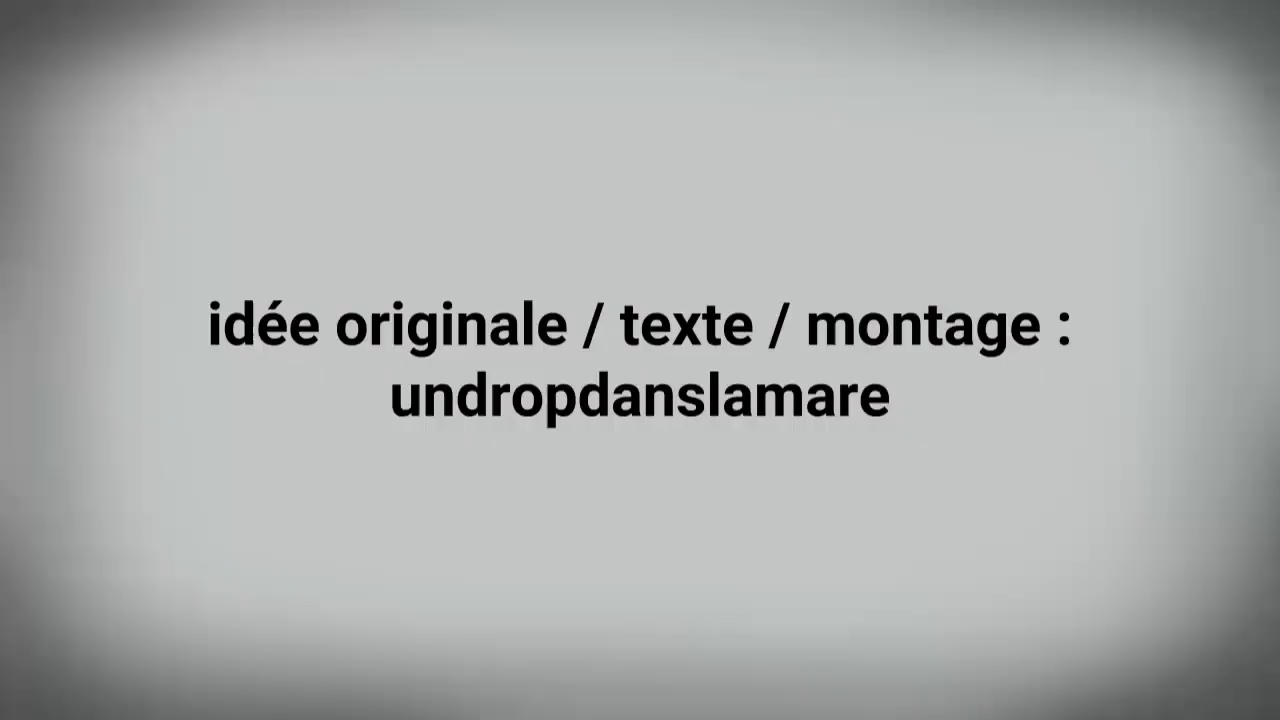 idée originale / texte / montage :
undropdanslamare